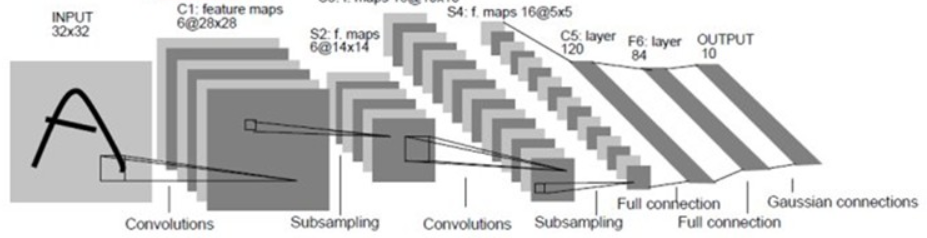 INPUT
32x32
C1: feature maps
6@28x28
S2: f. maps
6@14x14
S4: f. maps 16@5x5
C5: layer
120
F6: layer
84
OUTPUT
10
Convolutions
Subsampling
Convolutions
Subsampling
Full connection
Full connection
Gaussian connections